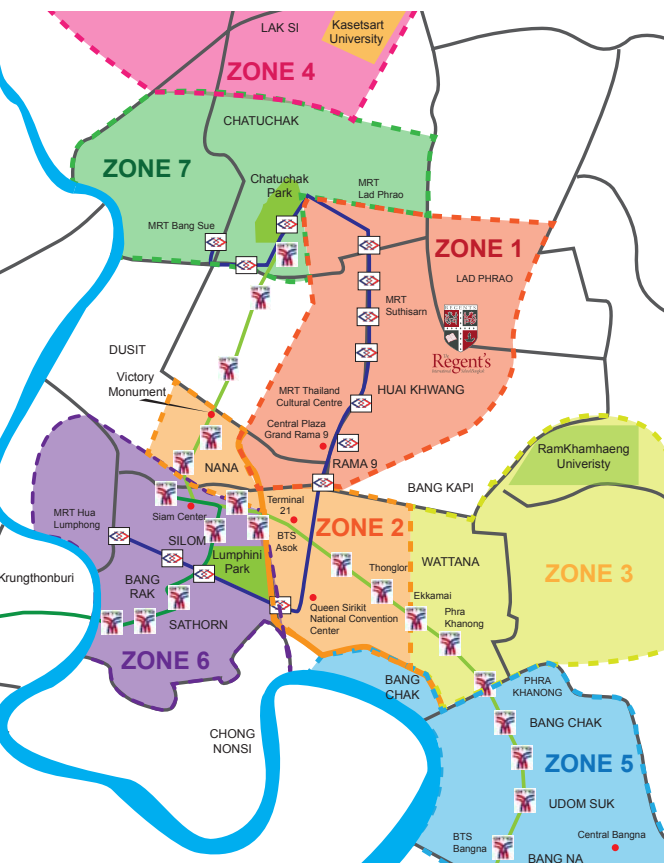 LAK SI
Kasetsart
University
ZONE 4
CHATUCHAK
ZONE 7
Chatuchak
Park
MRT
Lad Phrao
MRT Bang Sue
ZONE 1
LAD PHRAO
MRT
Suthisarn
REGENT'S
The
Regent's
DUSIT
Victory
Monument
MRT Thailand
Cultural Centre
HUAI KHWANG
Central Plaza
Grand Rama 9
RAMA 9
NANA
BANG KAPI
RamKhamhaeng
Univeristy
MRT Hua
Lumphong
Siam Center
Terminal
21
ZONE 2
BTS
Asok
SILOM
Lumphini
Park
WATTANA
ZONE 3
Thonglor
Krungthonburi
BANG
RAK
Ekkamai
Phra
Khanong
Queen Sirikit
National Convention
Center
SATHORN
ZONE 6
BANG
CHAK
PHRA
KHANONG
BANG CHAK
CHONG
NONSI
ZONE 5
UDOM SUK
BTS
Bangna
Central Bangna
BANG NA